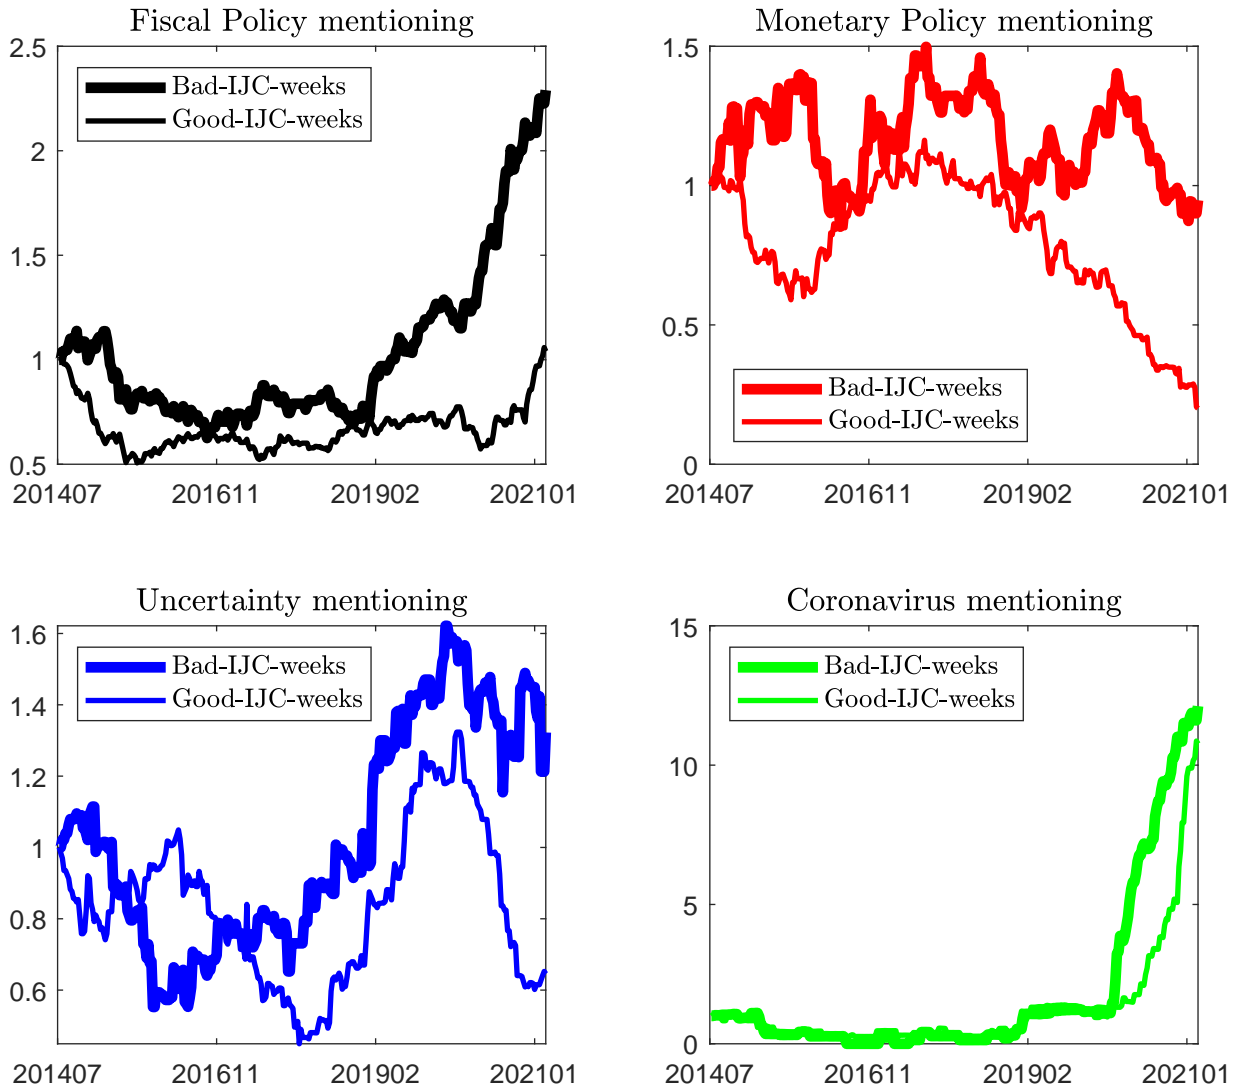 Fiscal Policy mentioning
2.5
2
1.5
1
0.5
Bad-IJC-weeks
Good-IJC-weeks
201407
201611
201902
202101
Monetary Policy mentioning
1.5
1
0.5
0
Bad-IJC-weeks
Good-IJC-weeks
201407
201611
201902
202101
Uncertainty mentioning
1.6
1.4
1.2
1
0.8
0.6
Bad-IJC-weeks
Good-IJC-weeks
201407
201611
201902
202101
Coronavirus mentioning
15
10
5
0
Bad-IJC-weeks
Good-IJC-weeks
201407
201611
201902
202101